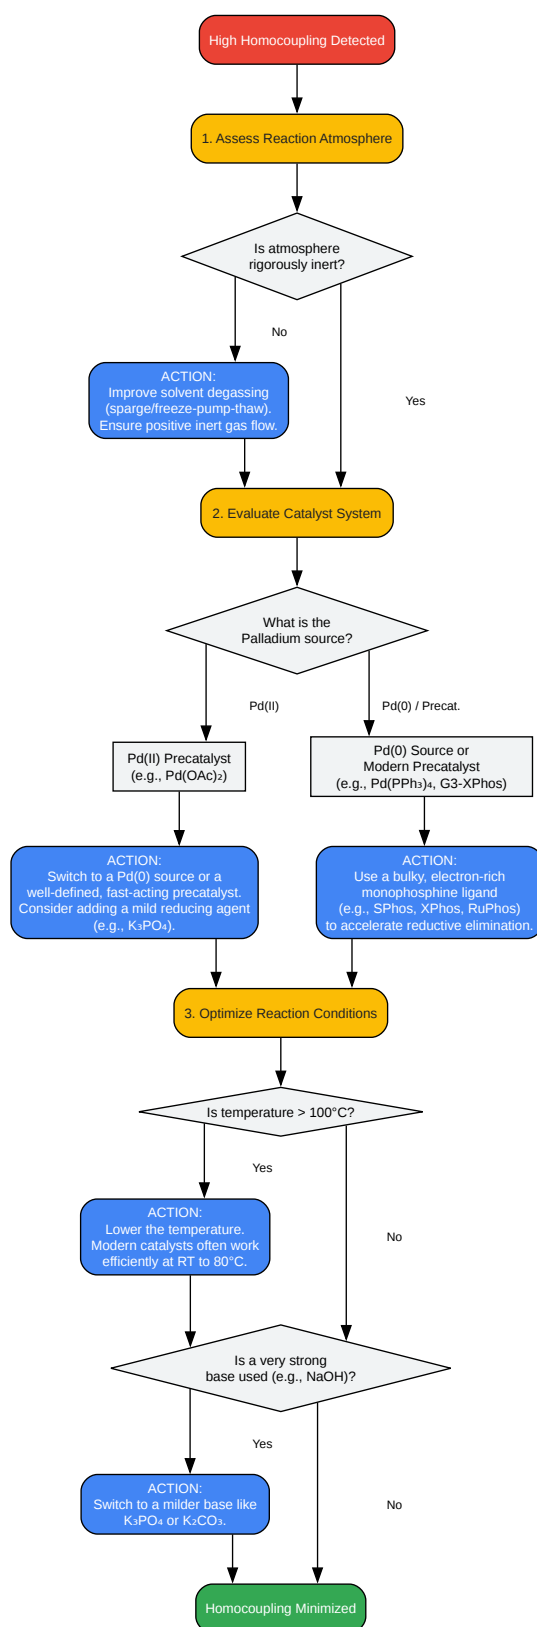 High Homocoupling Detected
1. Assess Reaction Atmosphere
Is atmosphere
rigorously inert?
No
Yes
ACTION:
Improve solvent degassing
(sparge/freeze-pump-thaw).
Ensure positive inert gas flow.
2. Evaluate Catalyst System
What is the
Palladium source?
Pd(II)
Pd(0) / Precat.
Pd(II) Precatalyst
(e.g., Pd(OAc)₂)
Pd(0) Source or
Modern Precatalyst
(e.g., Pd(PPh₃)₄, G3-XPhos)
ACTION:
Switch to a Pd(0) source or a
well-defined, fast-acting precatalyst.
Consider adding a mild reducing agent
(e.g., K₃PO₄).
ACTION:
Use a bulky, electron-rich
monophosphine ligand
(e.g., SPhos, XPhos, RuPhos)
to accelerate reductive elimination.
3. Optimize Reaction Conditions
Is temperature > 100°C?
Yes
No
ACTION:
Lower the temperature.
Modern catalysts often work
efficiently at RT to 80°C.
Is a very strong
base used (e.g., NaOH)?
Yes
No
ACTION:
Switch to a milder base like
K₃PO₄ or K₂CO₃.
Homocoupling Minimized